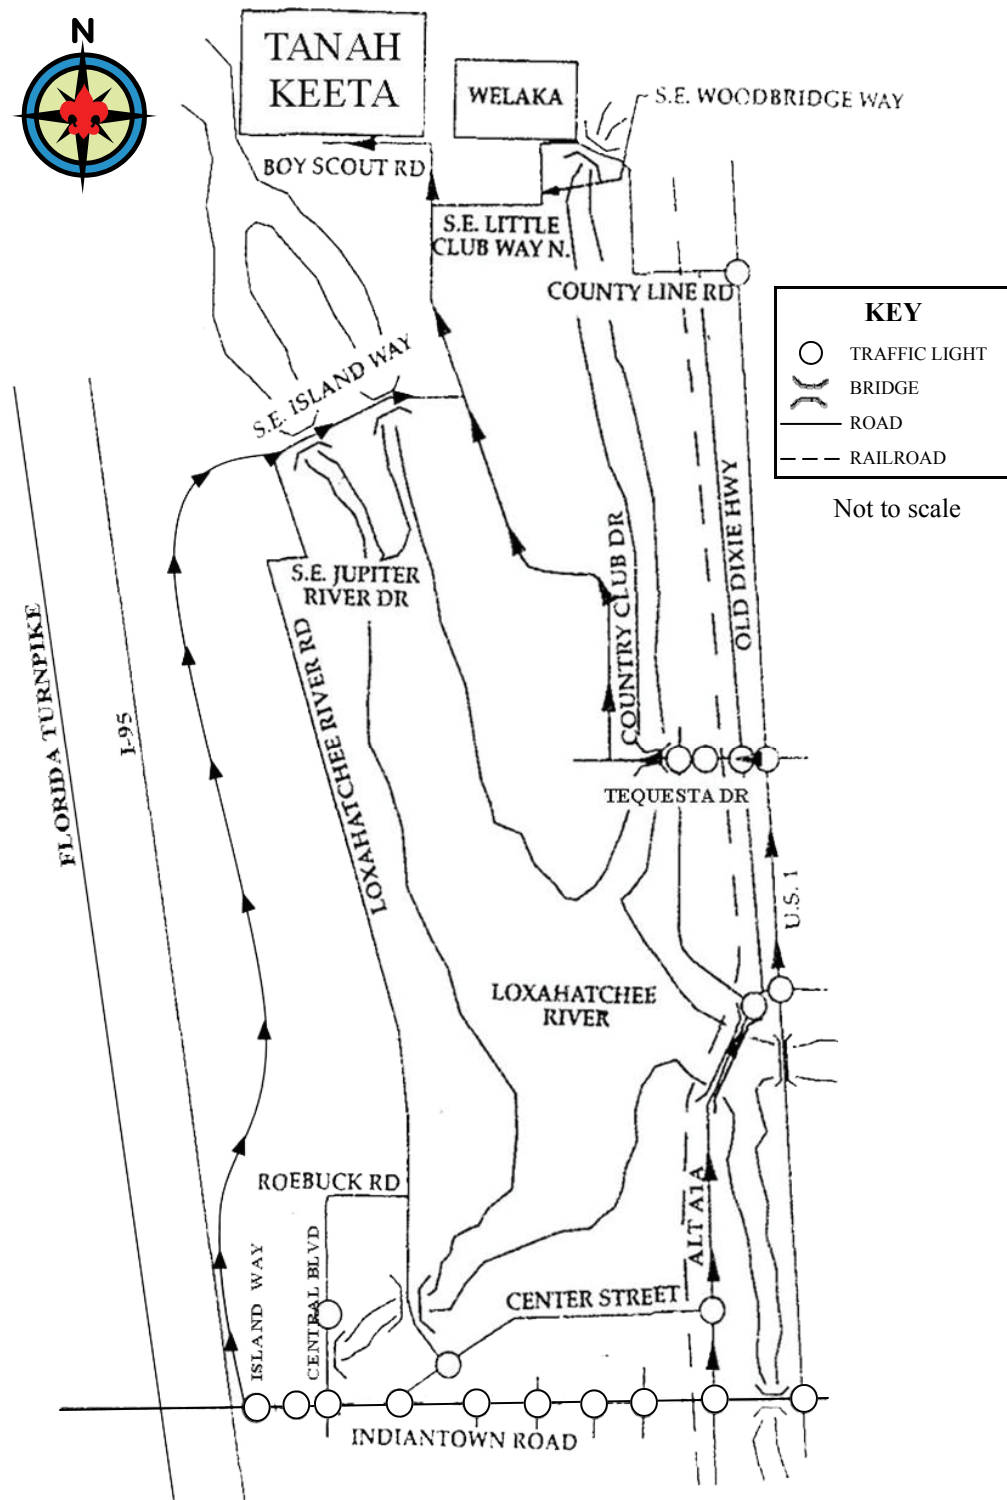 N
TANAH
KEETA
WELAKA
S.E. WOODBRIDGE WAY
BOY SCOUT RD
S.E. LITTLE
CLUB WAY N.
COUNTY LINE RD
KEY
TRAFFIC LIGHT
BRIDGE
ROAD
RAILROAD
Not to scale
S.E. ISLAND WAY
OLD DIXIE HWY
COUNTRY CLUB DR
S.E. JUPITER
RIVER DR
LOXAHATCHEE RIVER RD
FLORIDA TURNPIKE
I-95
TEQUESTA DR
U.S. 1
LOXAHATCHEE
RIVER
ROEBUCK RD
ALT A1A
ISLAND WAY
CENTRAL BLVD
CENTER STREET
INDIANTOWN ROAD